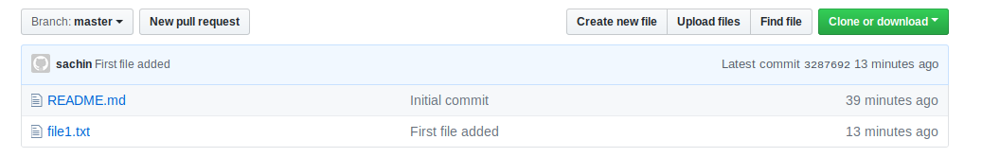 Branch: master New pull request Create new file Upload files Find file Clone or download
sachin First file added Latest commit 3287692 13 minutes ago
README.md Initial commit 39 minutes ago
file1.txt First file added 13 minutes ago